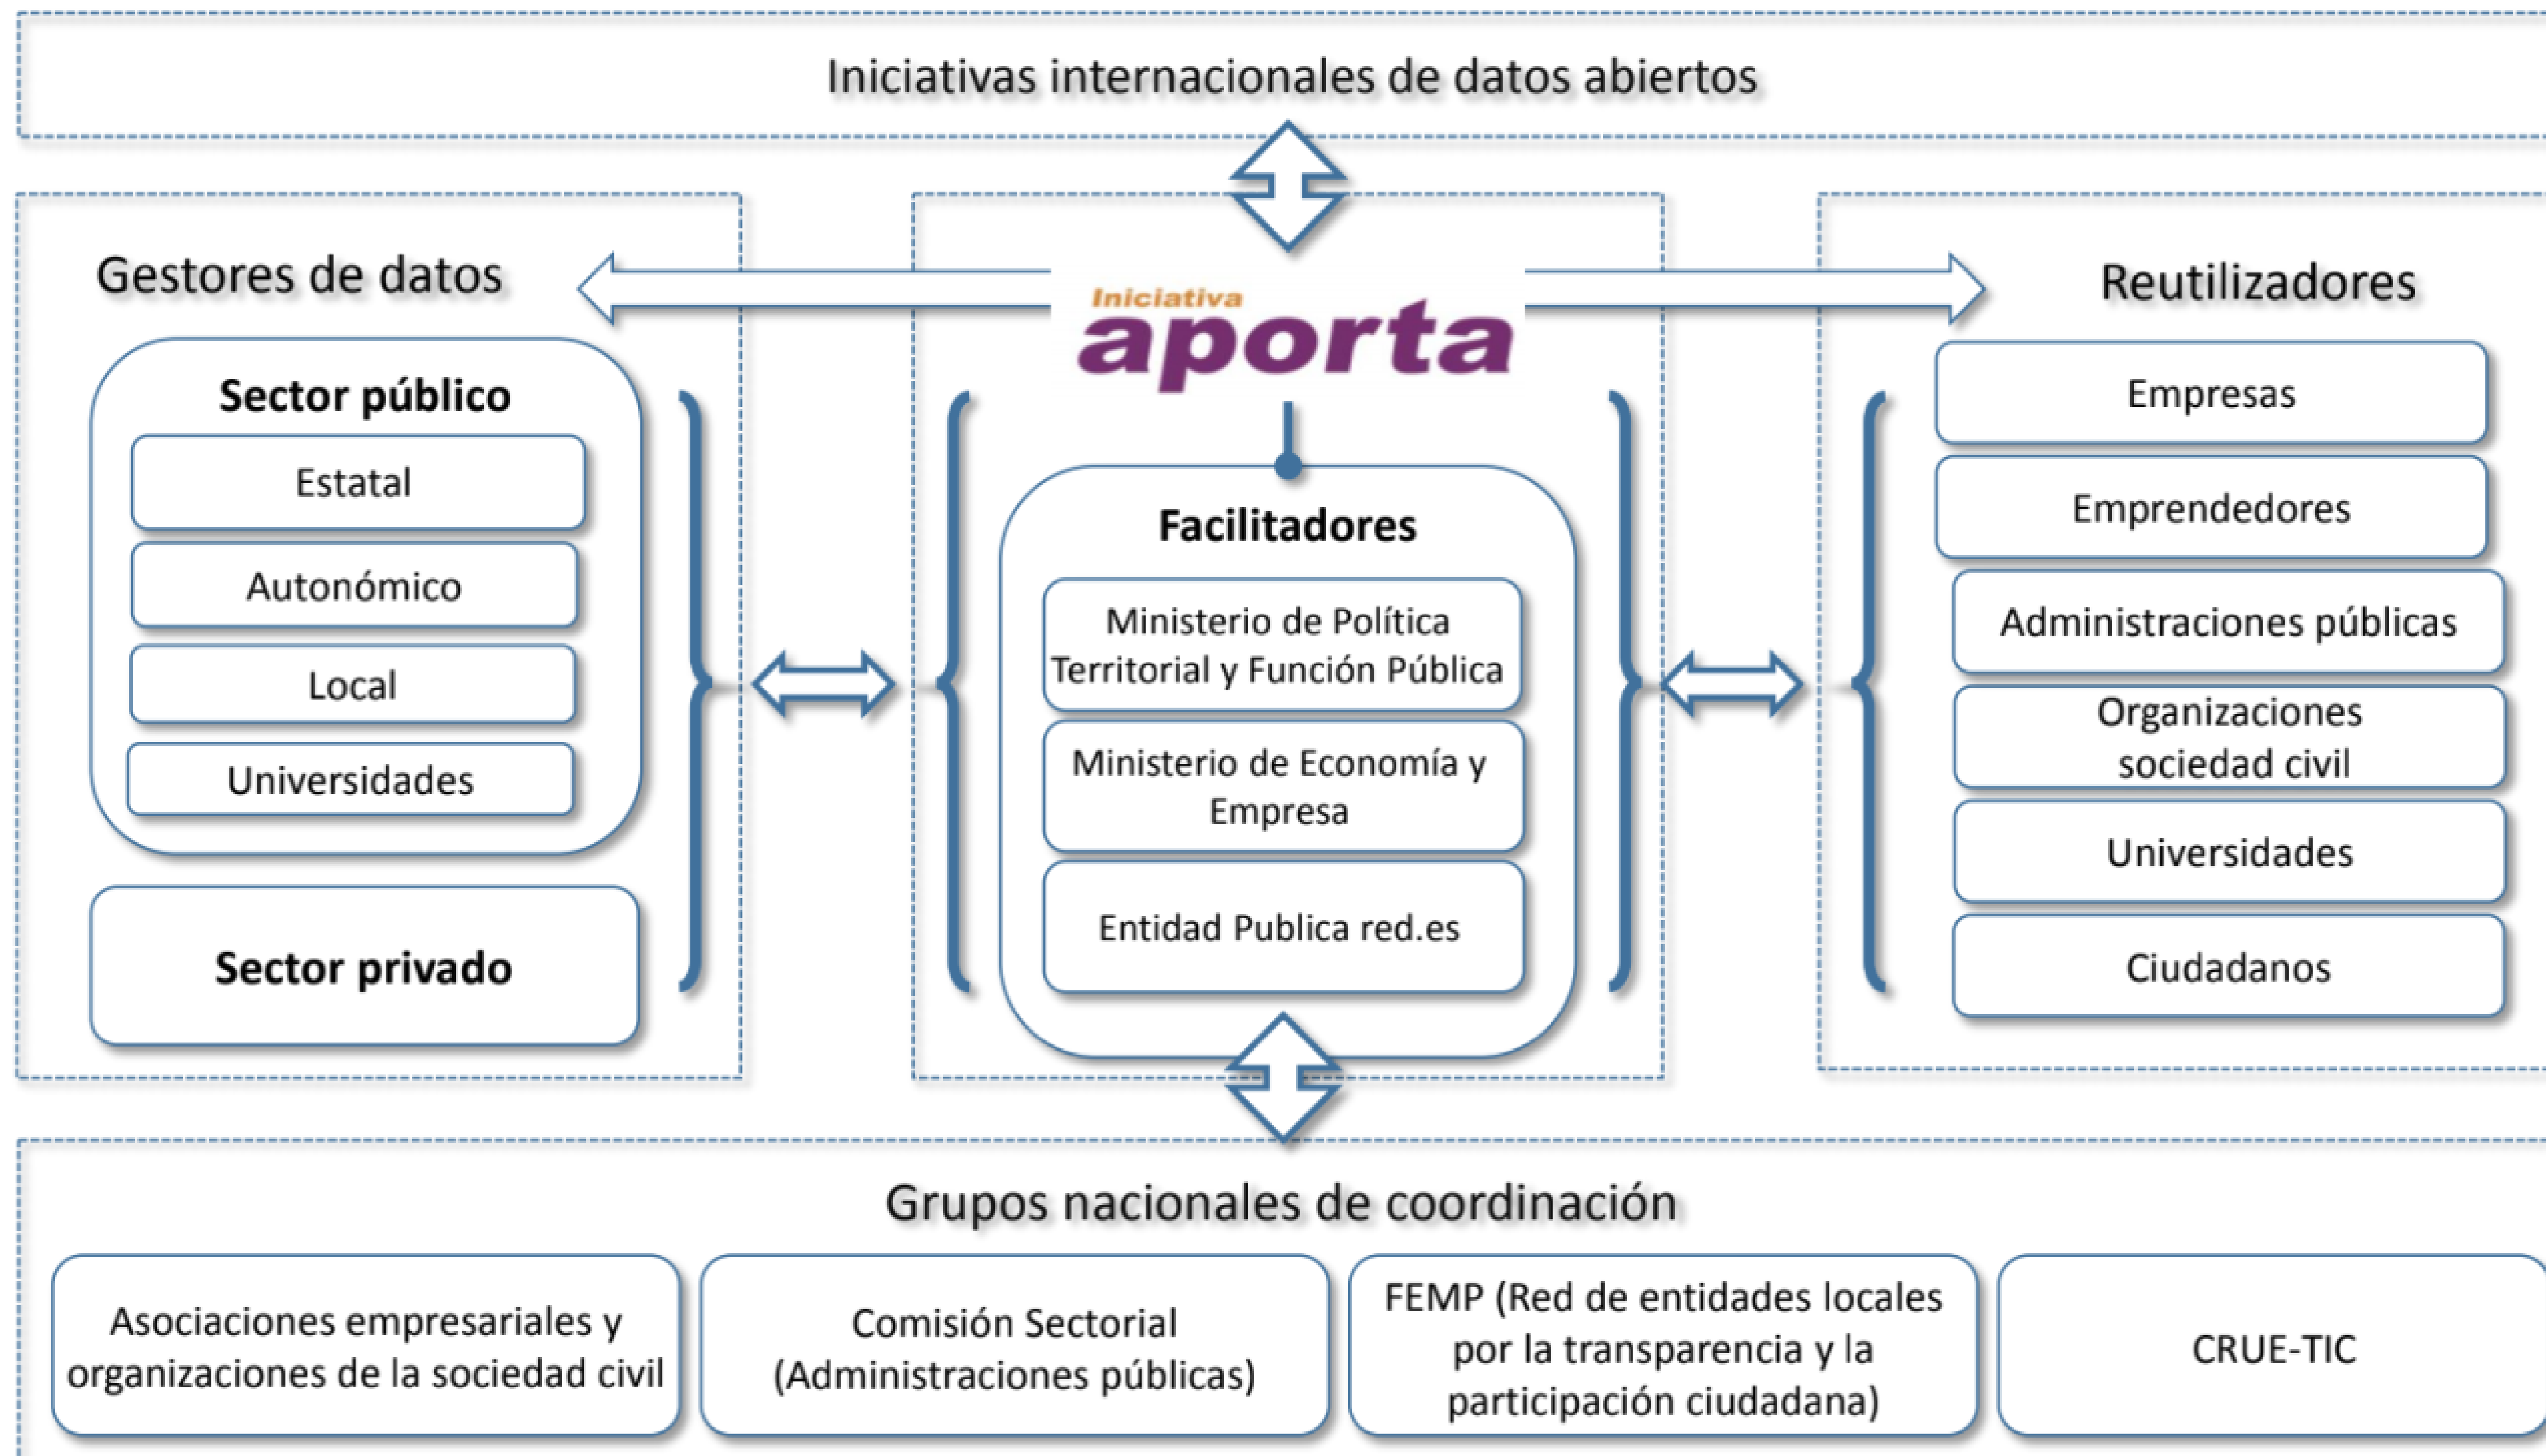 Iniciativas internacionales de datos abiertos
Gestores de datos
Sector público
Estatal
Autonómico
Local
Universidades
Sector privado
Iniciativa
aporta
Facilitadores
Ministerio de Política
Territorial y Función Pública
Ministerio de Economía y
Empresa
Entidad Publica red.es
Reutilizadores
Empresas
Emprendedores
Administraciones públicas
Organizaciones
sociedad civil
Universidades
Ciudadanos
Grupos nacionales de coordinación
Asociaciones empresariales y
organizaciones de la sociedad civil
Comisión Sectorial
(Administraciones públicas)
FEMP (Red de entidades locales
por la transparencia y la
participación ciudadana)
CRUE-TIC